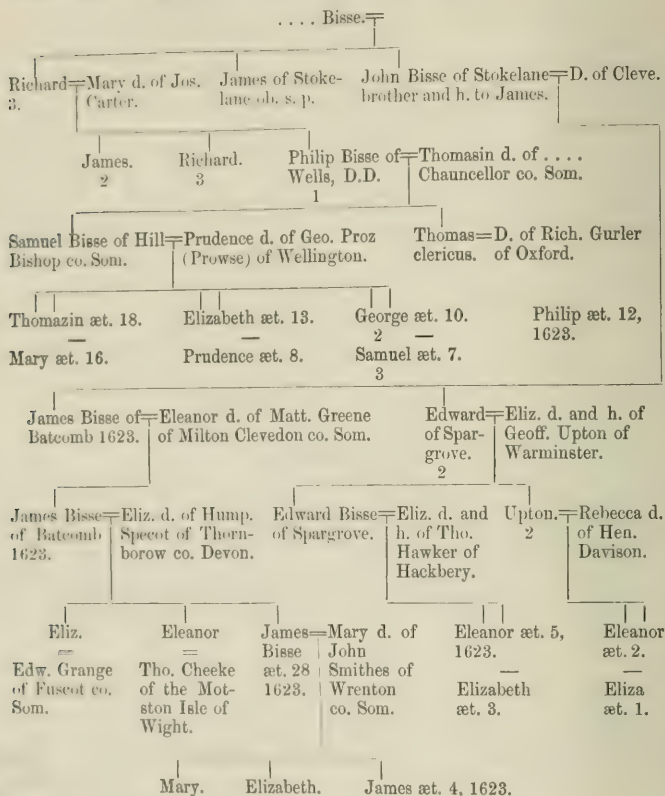 .... Bisse.
Richard=Mary d. of Jos. Carter.
3.
James of Stoke-
lane ob. s. p.
John Bisse of Stokelane=D. of Cleve.
brother and h. to James.
James.
2
Richard.
3
Philip Bisse of=Thomasin d. of ....
Wells, D.D. Chauncellor co. Som.
1
Samuel Bisse of Hill=Prudence d. of Geo. Proz
Bishop co. Som. (Prowse) of Wellington.
Thomas=D. of Rich. Gurler
clericus. of Oxford.
Thomazin æt. 18.
—
Mary æt. 16.
Elizabeth æt. 13.
—
Prudence æt. 8.
George æt. 10.
2
—
Samuel æt. 7.
3
Philip æt. 12,
1623.
James Bisse of=Eleanor d. of Matt. Greene
Batcomb 1623. of Milton Clevedon co. Som.
Edward=Eliz. d. and h. of
of Spar- Geoff. Upton of
grove. Warminster.
2
James Bisse=Eliz. d. of Hump.
of Batcomb Specot of Thorn-
1623. borow co. Devon.
Edward Bisse=Eliz. d. and
of Spargrove. h. of Tho.
Hawker of
Hackbery.
Upton.=Rebecca d.
2 of Hen.
Davison.
Eliz.
=
Edw. Grange
of Fuscot co.
Som.
Eleanor
=
Tho. Cheeke
of the Mot-
ston Isle of
Wight.
James=Mary d. of
Bisse John
æt. 28 Smithes of
1623. Wrenton
co. Som.
Eleanor æt. 5,
1623.
—
Elizabeth
æt. 3.
Eleanor
æt. 2.
—
Eliza
æt. 1.
Mary. Elizabeth. James æt. 4, 1623.